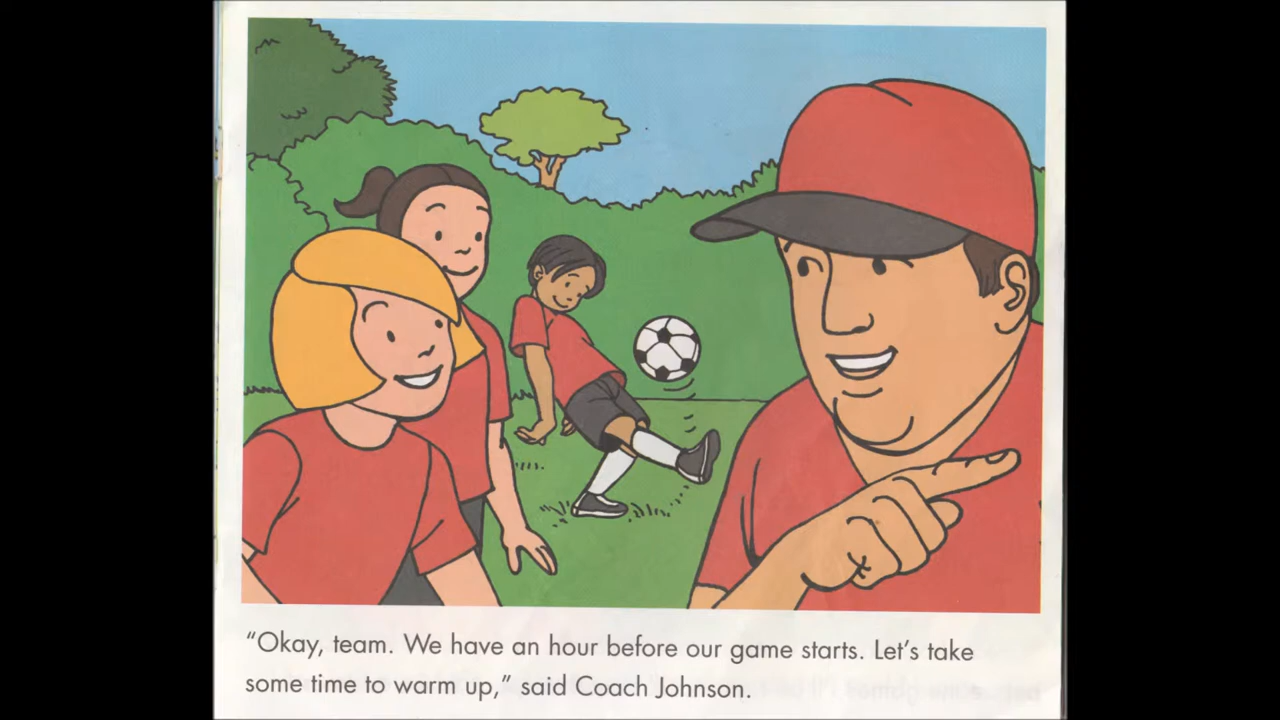 “Okay, team. We have an hour before our game starts. Let’s take
some time to warm up,” said Coach Johnson.